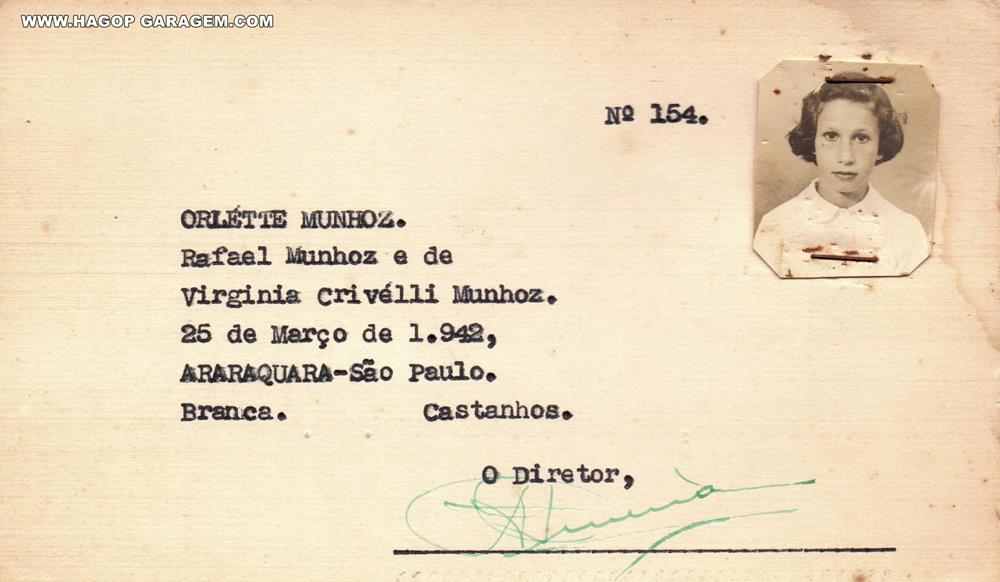 WWW.HAGOP GARAGEM.COM
Nº 154.
ORLÉTTE MUNHOZ.
Rafael Munhoz e de
Virginia Crivélli Munhoz.
25 de Março de 1.942,
ARARAQUARA-São Paulo.
Branca. Castanhos.
O Diretor,